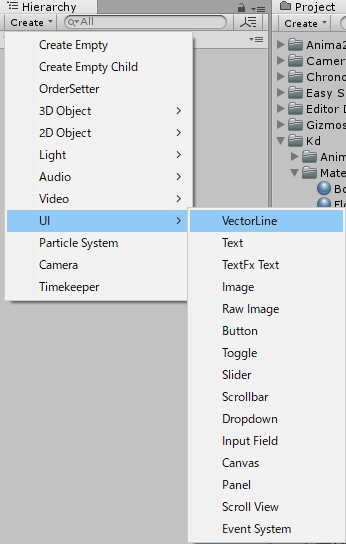 Hierarchy
Project
Create
All
Create
Create Empty
Create Empty Child
OrderSetter
3D Object
2D Object
Light
Audio
Video
UI
Particle System
Camera
Timekeeper
VectorLine
Text
TextFx Text
Image
Raw Image
Button
Toggle
Slider
Scrollbar
Dropdown
Input Field
Canvas
Panel
Scroll View
Event System
Anima2
Camer
Chrono
Easy S
Editor D
Gizmos
Kd
Anim
Mate
Bo